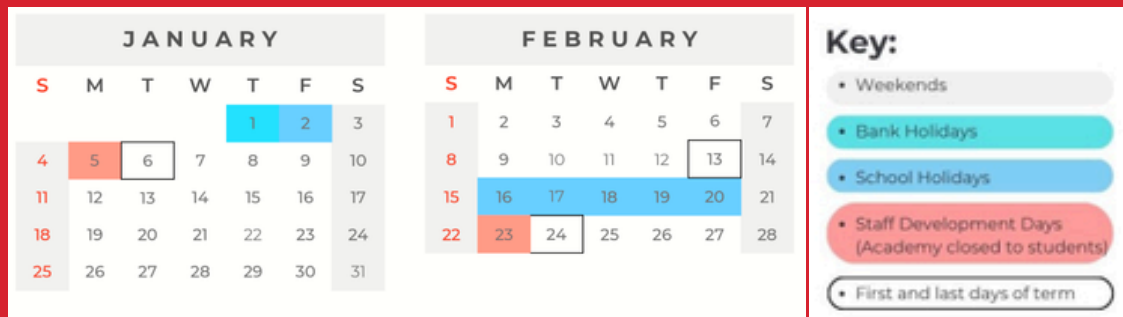 JANUARY
S M T W T F S
1 2 3
4 5 6 7 8 9 10
11 12 13 14 15 16 17
18 19 20 21 22 23 24
25 26 27 28 29 30 31
FEBRUARY
S M T W T F S
1 2 3 4 5 6 7
8 9 10 11 12 13 14
15 16 17 18 19 20 21
22 23 24 25 26 27 28
Key:
• Weekends
• Bank Holidays
• School Holidays
• Staff Development Days
(Academy closed to students)
• First and last days of term